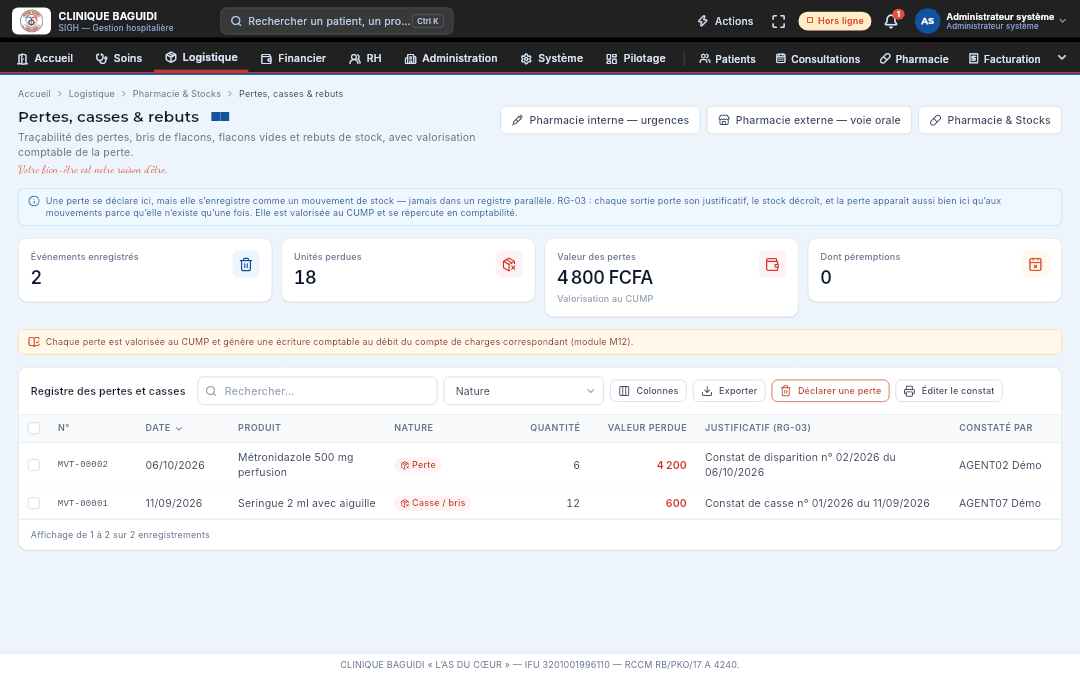 CLINIQUE BAGUIDI
SIGH — Gestion hospitalière
Rechercher un patient, un pro... Ctrl K
Actions
Hors ligne
1
AS
Administrateur système
Administrateur système
Accueil Soins Logistique Financier RH Administration Système Pilotage Patients Consultations Pharmacie Facturation
Accueil > Logistique > Pharmacie & Stocks > Pertes, casses & rebuts
Pertes, casses & rebuts
Traçabilité des pertes, bris de flacons, flacons vides et rebuts de stock, avec valorisation
comptable de la perte.
Votre bien-être est notre raison d'être.
Pharmacie interne — urgences
Pharmacie externe — voie orale
Pharmacie & Stocks
Une perte se déclare ici, mais elle s'enregistre comme un mouvement de stock — jamais dans un registre parallèle. RG-03 : chaque sortie porte son justificatif, le stock décroît, et la perte apparaît aussi bien ici qu'aux
mouvements parce qu'elle n'existe qu'une fois. Elle est valorisée au CUMP et se répercute en comptabilité.
Événements enregistrés
2
Unités perdues
18
Valeur des pertes
4 800 FCFA
Valorisation au CUMP
Dont péremptions
0
Chaque perte est valorisée au CUMP et génère une écriture comptable au débit du compte de charges correspondant (module M12).
Registre des pertes et casses
Rechercher...
Nature
Colonnes
Exporter
Déclarer une perte
Éditer le constat
N° DATE PRODUIT NATURE QUANTITÉ VALEUR PERDUE JUSTIFICATIF (RG-03) CONSTATÉ PAR
MVT-00002 06/10/2026 Métronidazole 500 mg perfusion Perte 6 4 200 Constat de disparition n° 02/2026 du 06/10/2026 AGENT02 Démo
MVT-00001 11/09/2026 Seringue 2 ml avec aiguille Casse / bris 12 600 Constat de casse n° 01/2026 du 11/09/2026 AGENT07 Démo
Affichage de 1 à 2 sur 2 enregistrements
CLINIQUE BAGUIDI « L'AS DU CŒUR » — IFU 3201001996110 — RCCM RB/PKO/17 A 4240.